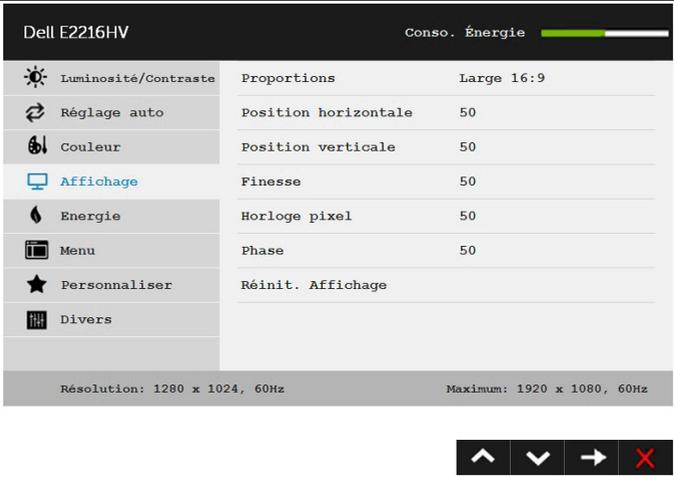 Dell E2216HV
Conso. Énergie
Luminosité/Contraste
Réglage auto
Couleur
Affichage
Energie
Menu
Personnaliser
Divers
Proportions Large 16:9
Position horizontale 50
Position verticale 50
Finesse 50
Horloge pixel 50
Phase 50
Réinit. Affichage
Résolution: 1280 x 1024, 60Hz
Maximum: 1920 x 1080, 60Hz